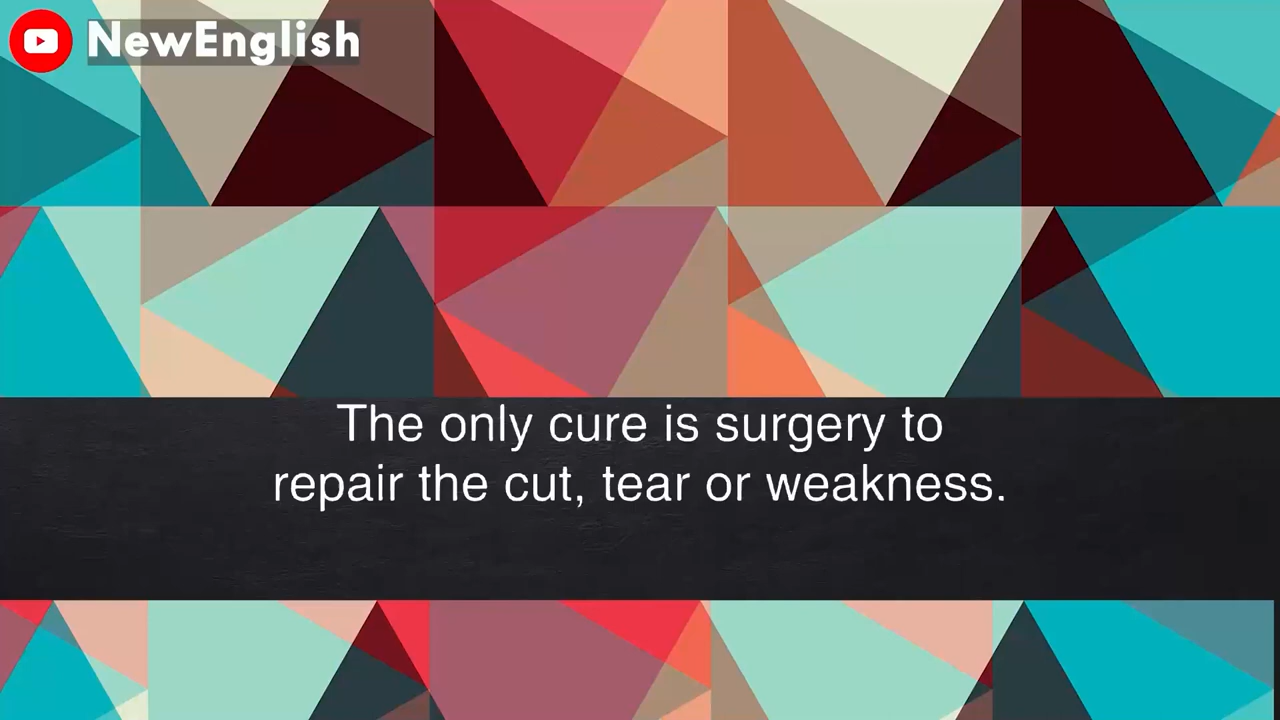 NewEnglish
The only cure is surgery to
repair the cut, tear or weakness.